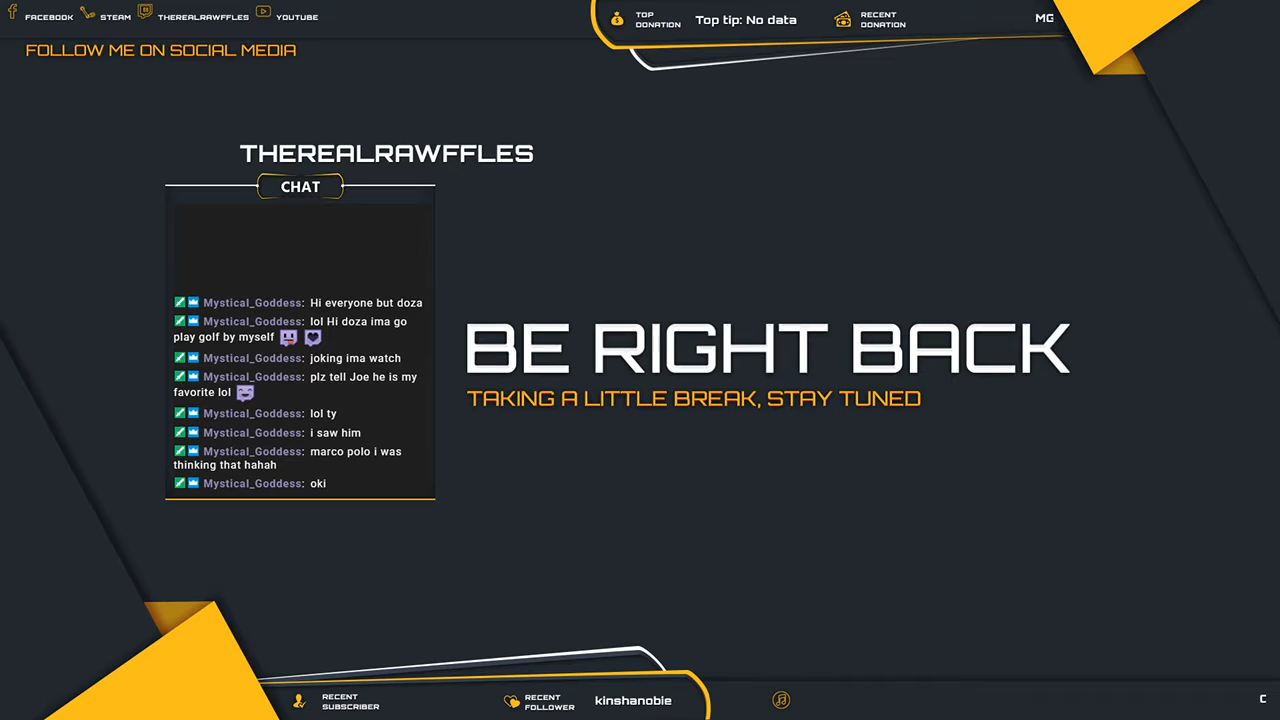 FACEBOOK STEAM THEREALRAWFFLES YOUTUBE
FOLLOW ME ON SOCIAL MEDIA
TOP DONATION
Top tip: No data
RECENT DONATION
MG
THEREALRAWFFLES
CHAT
Mystical_Goddess: Hi everyone but doza
Mystical_Goddess: lol Hi doza ima go
play golf by myself
Mystical_Goddess: joking ima watch
Mystical_Goddess: plz tell Joe he is my
favorite lol
Mystical_Goddess: lol ty
Mystical_Goddess: i saw him
Mystical_Goddess: marco polo i was
thinking that hahah
Mystical_Goddess: oki
BE RIGHT BACK
TAKING A LITTLE BREAK, STAY TUNED
RECENT
SUBSCRIBER
RECENT
FOLLOWER
kinshanobie